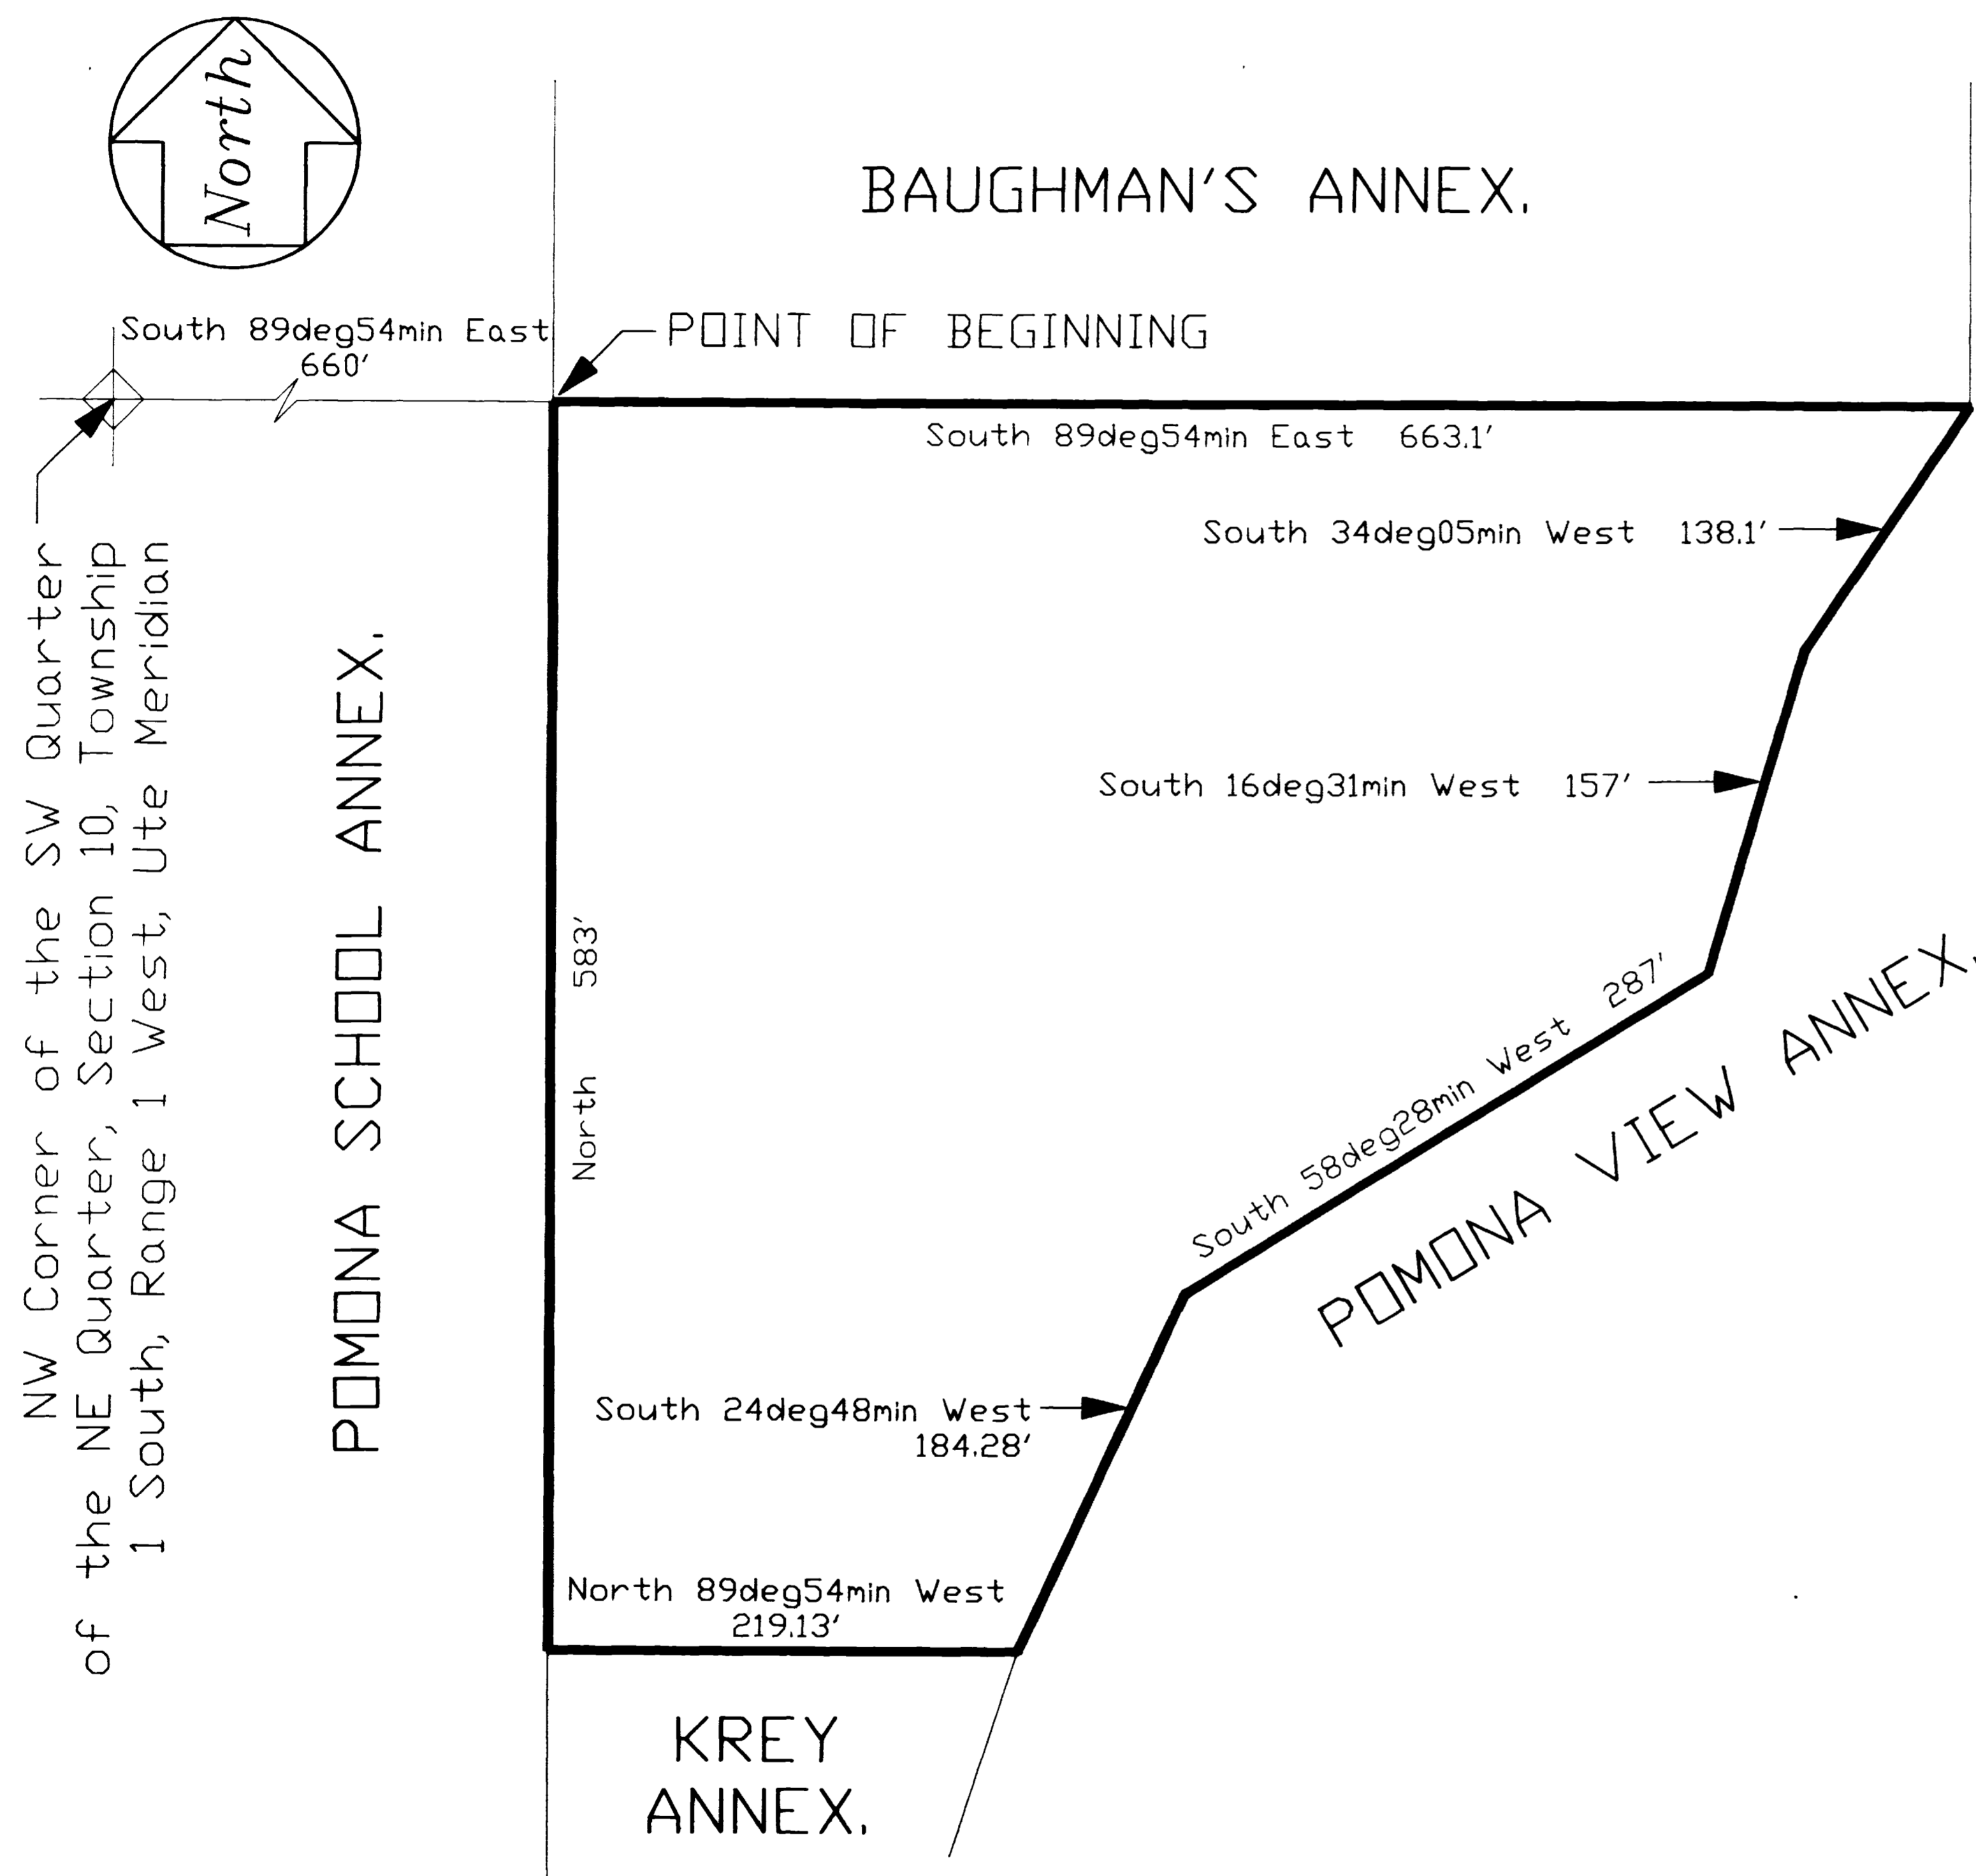 North
BAUGHMAN'S ANNEX.
South 89deg54min East
660'
POINT OF BEGINNING
South 89deg54min East 663.1'
South 34deg05min West 138.1'
NW Corner of the SW Quarter
of the NE Quarter, Section 10, Township
1 South, Range 1 West, Ute Meridian
POMONA SCHOOL ANNEX.
North 583'
South 16deg31min West 157'
South 58deg28min West 287'
POMONA VIEW ANNEX.
South 24deg48min West
184.28'
North 89deg54min West
219.13'
KREY
ANNEX.